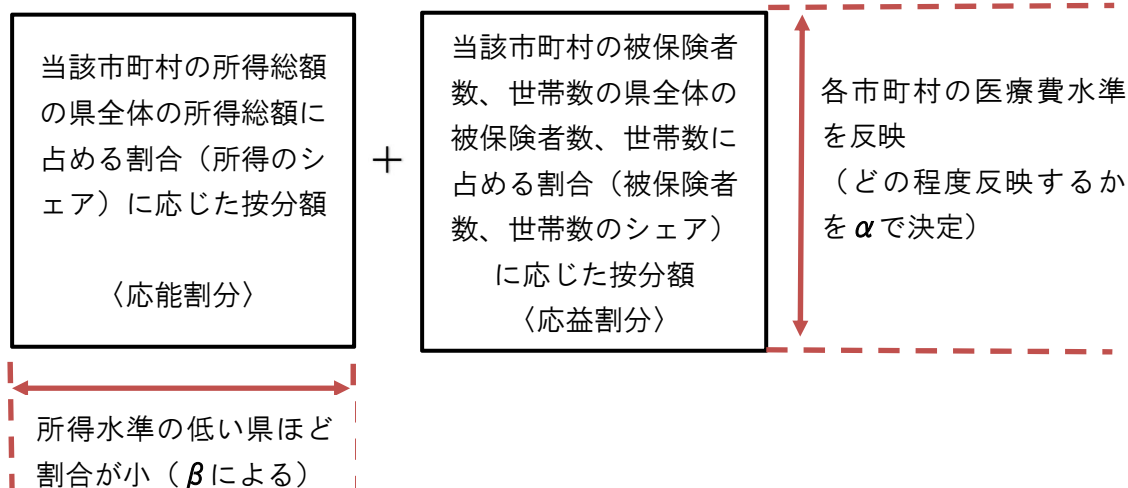 当該市町村の所得総額
の県全体の所得総額に
占める割合（所得のシ
ェア）に応じた按分額
〈応能割分〉
＋
当該市町村の被保険者
数、世帯数の県全体の
被保険者数、世帯数に
占める割合（被保険者
数、世帯数のシェア）
に応じた按分額
〈応益割分〉
各市町村の医療費水準
を反映
（どの程度反映するか
をαで決定）
所得水準の低い県ほど
割合が小（βによる）